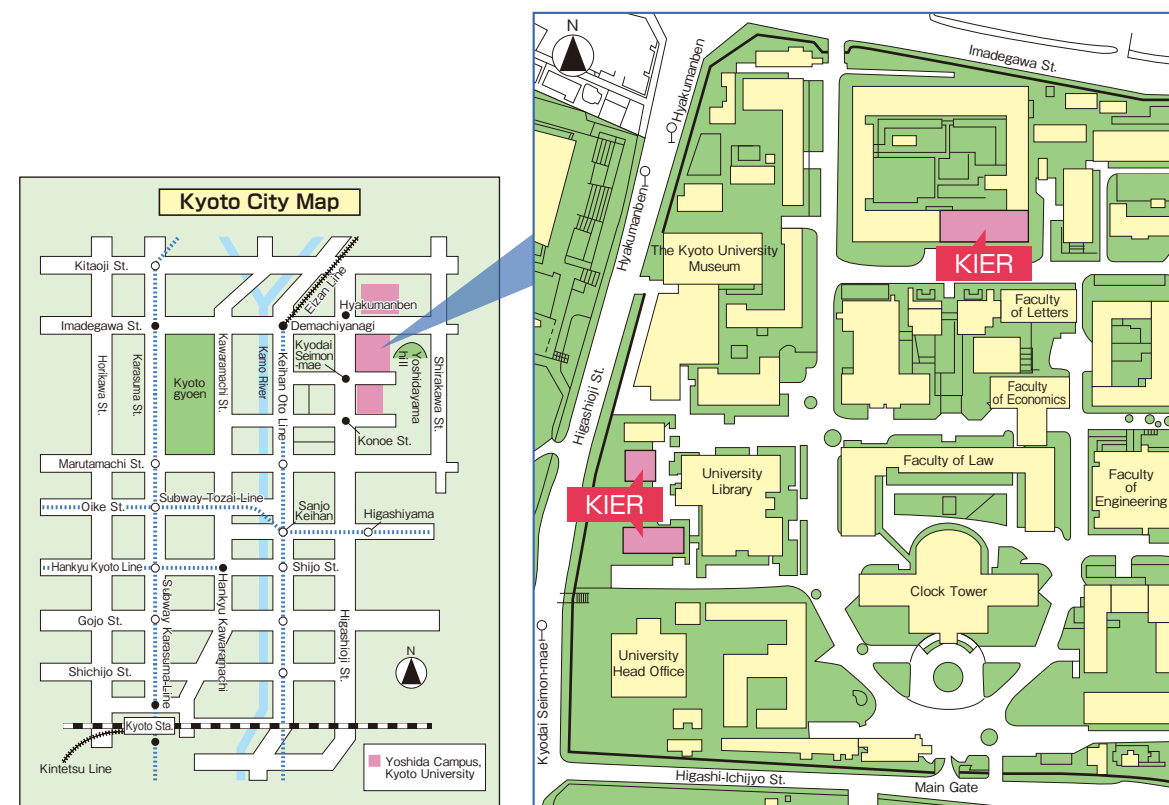 Kyoto City Map
Kitaoji St.
Eizan Line
Hyakumanben
Imadegawa St.
Demachiyanagi
Kyodai
Seimon
-mae
Horikawa St.
Karasuma St.
Kyoto
gyoen
Kawaramachi St.
Kamo River
Keihan Oto Line
Yoshidayama
hill
Shirakawa St.
Konoe St.
Marutamachi St.
Subway-Tozai-Line
Oike St.
Sanjo
Keihan
Higashiyama
Hankyu Kyoto Line
Shijo St.
Subway Karasuma-Line
Hankyu Kawaramachi
Higashioji St.
Gojo St.
Shichijo St.
N
Kyoto Sta.
Kintetsu Line
Yoshida Campus,
Kyoto University
N
Imadegawa St.
Hyakumanben
Hyakumanben
The Kyoto University
Museum
KIER
Faculty
of Letters
Faculty
of Economics
Higashioji St.
Faculty of Law
University
Library
Faculty
of
Engineering
KIER
Clock Tower
University
Head Office
Kyodai Seimon-mae
Higashi-Ichijyo St.
Main Gate